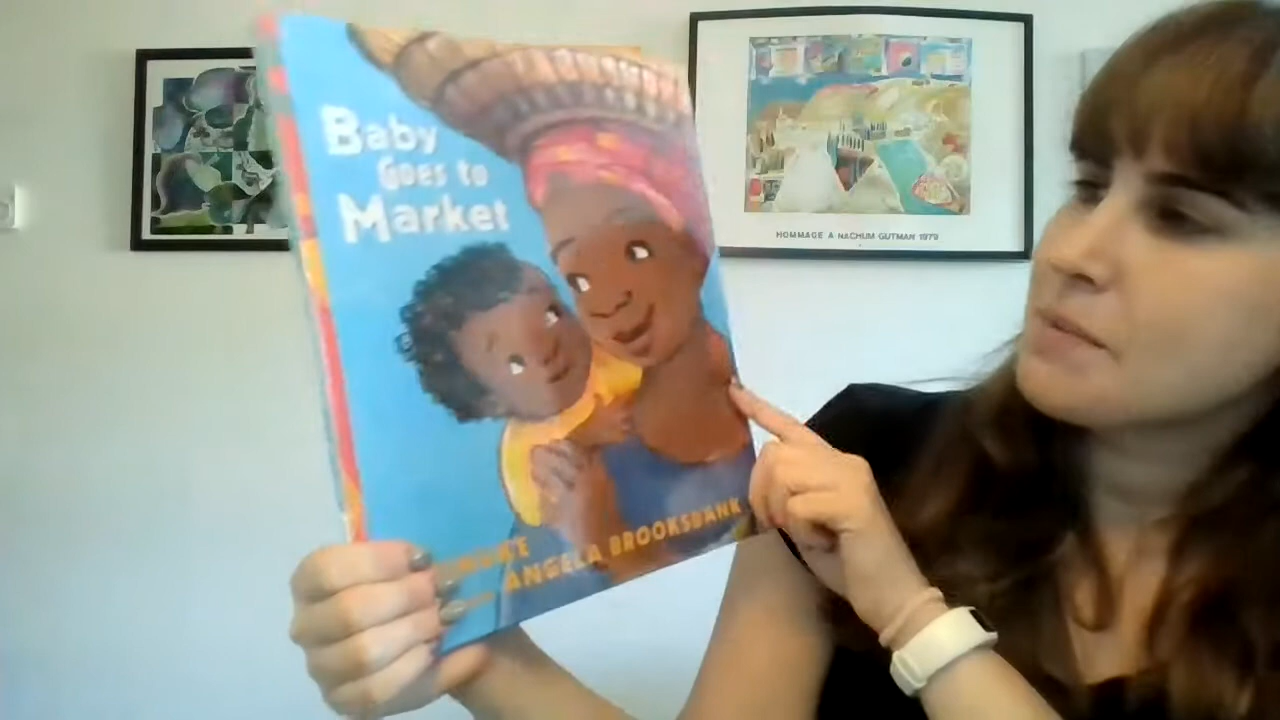 Baby
Goes to
Market
ANGELA BROOKSBANK
HOMMAGE A NACHUM GUTMAN 1979